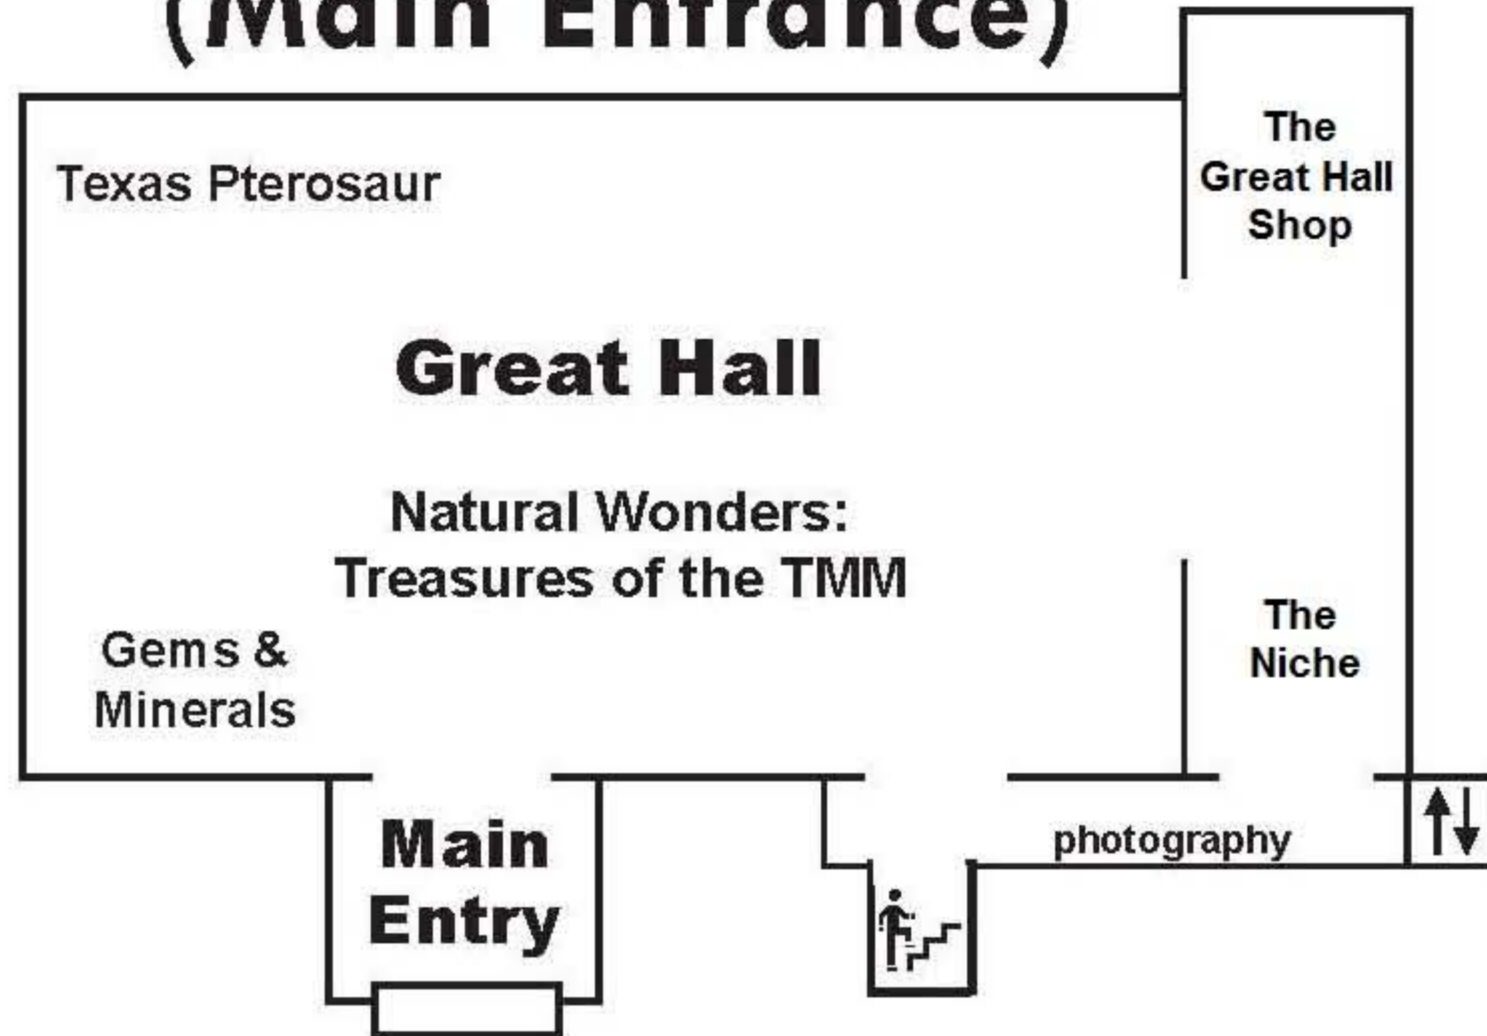 (Main Entrance)
Texas Pterosaur
The
Great Hall
Shop
Great Hall
Natural Wonders:
Treasures of the TMM
Gems &
Minerals
The
Niche
Main
Entry
photography